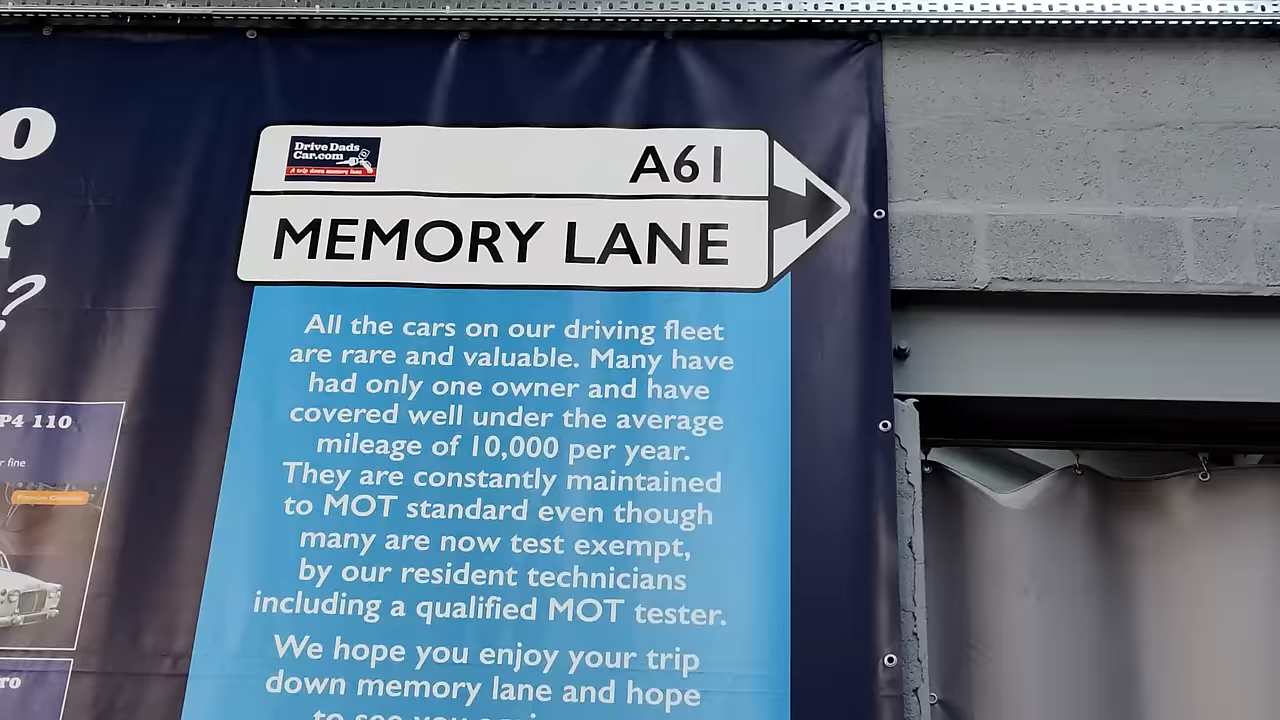 o
r
?
Drive Dads
Car.com
A trip down memory lane
A61
MEMORY LANE
All the cars on our driving fleet
are rare and valuable. Many have
had only one owner and have
covered well under the average
mileage of 10,000 per year.
They are constantly maintained
to MOT standard even though
many are now test exempt,
by our resident technicians
including a qualified MOT tester.
We hope you enjoy your trip
down memory lane and hope
to see you
P4 110
r fine
ro